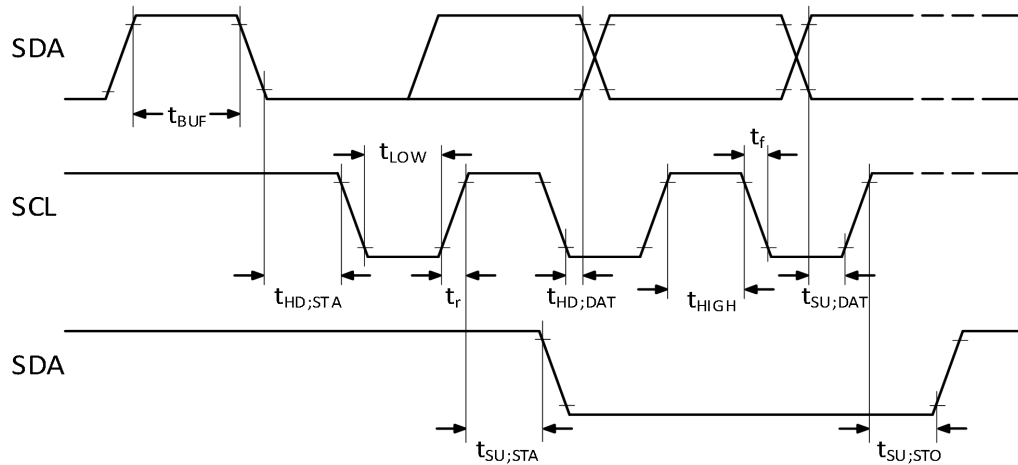 SDA
tBUF
tLOW
tf
SCL
tHD;STA
tr
tHD;DAT
tHIGH
tSU;DAT
SDA
tSU;STA
tSU;STO